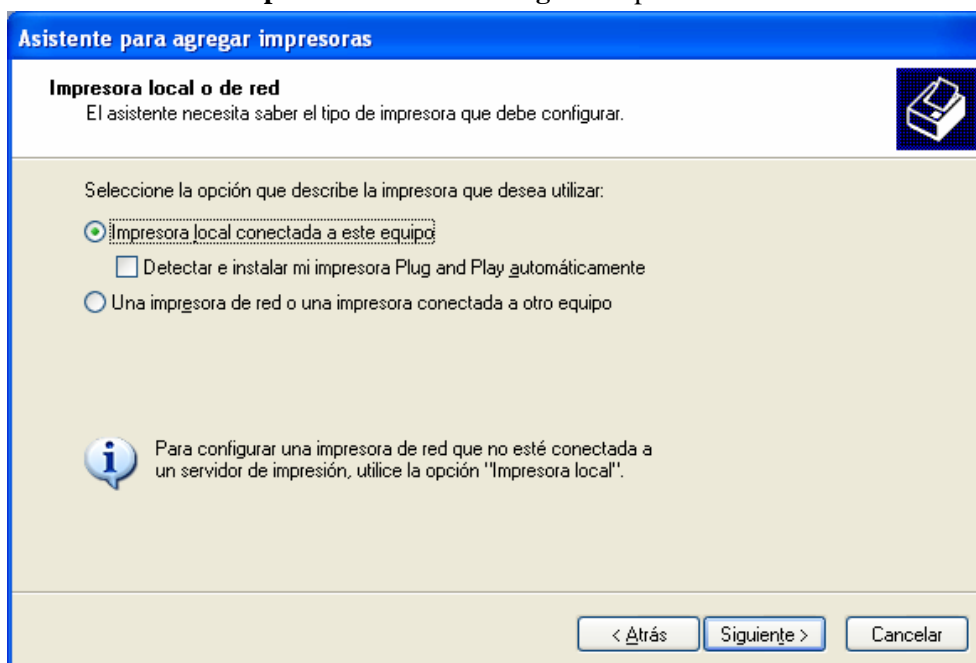 Asistente para agregar impresoras
Impresora local o de red
El asistente necesita saber el tipo de impresora que debe configurar.
Seleccione la opción que describe la impresora que desea utilizar:
Impresora local conectada a este equipo
Detectar e instalar mi impresora Plug and Play automáticamente
Una impresora de red o una impresora conectada a otro equipo
Para configurar una impresora de red que no esté conectada a
un servidor de impresión, utilice la opción "Impresora local".
< Atrás Siguiente > Cancelar